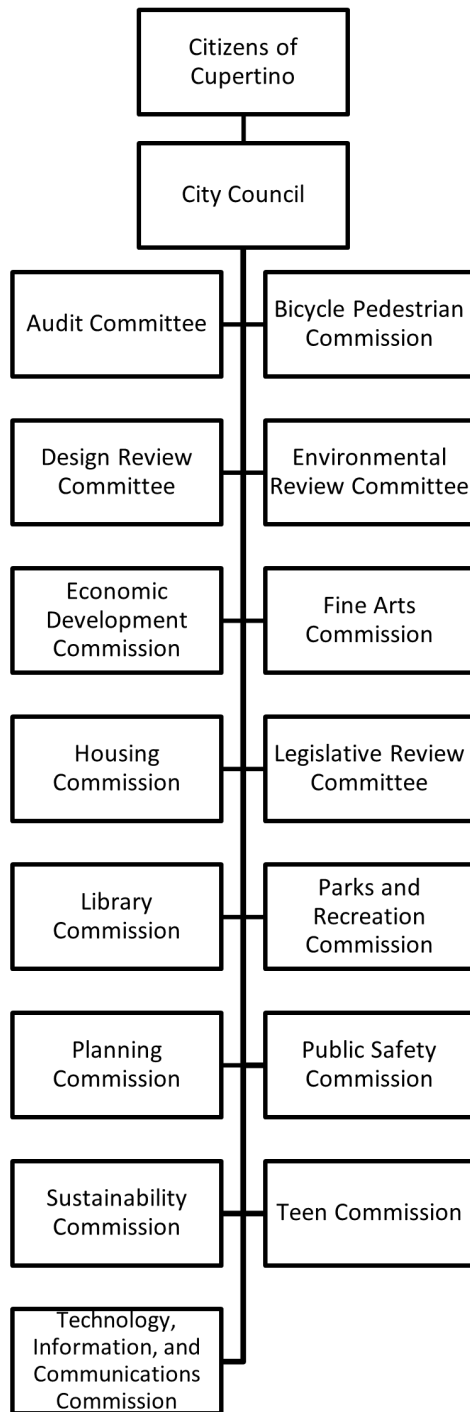 Citizens of
Cupertino
City Council
Audit Committee
Bicycle Pedestrian
Commission
Design Review
Committee
Environmental
Review Committee
Economic
Development
Commission
Fine Arts
Commission
Housing
Commission
Legislative Review
Committee
Library
Commission
Parks and
Recreation
Commission
Planning
Commission
Public Safety
Commission
Sustainability
Commission
Teen Commission
Technology,
Information, and
Communications
Commission